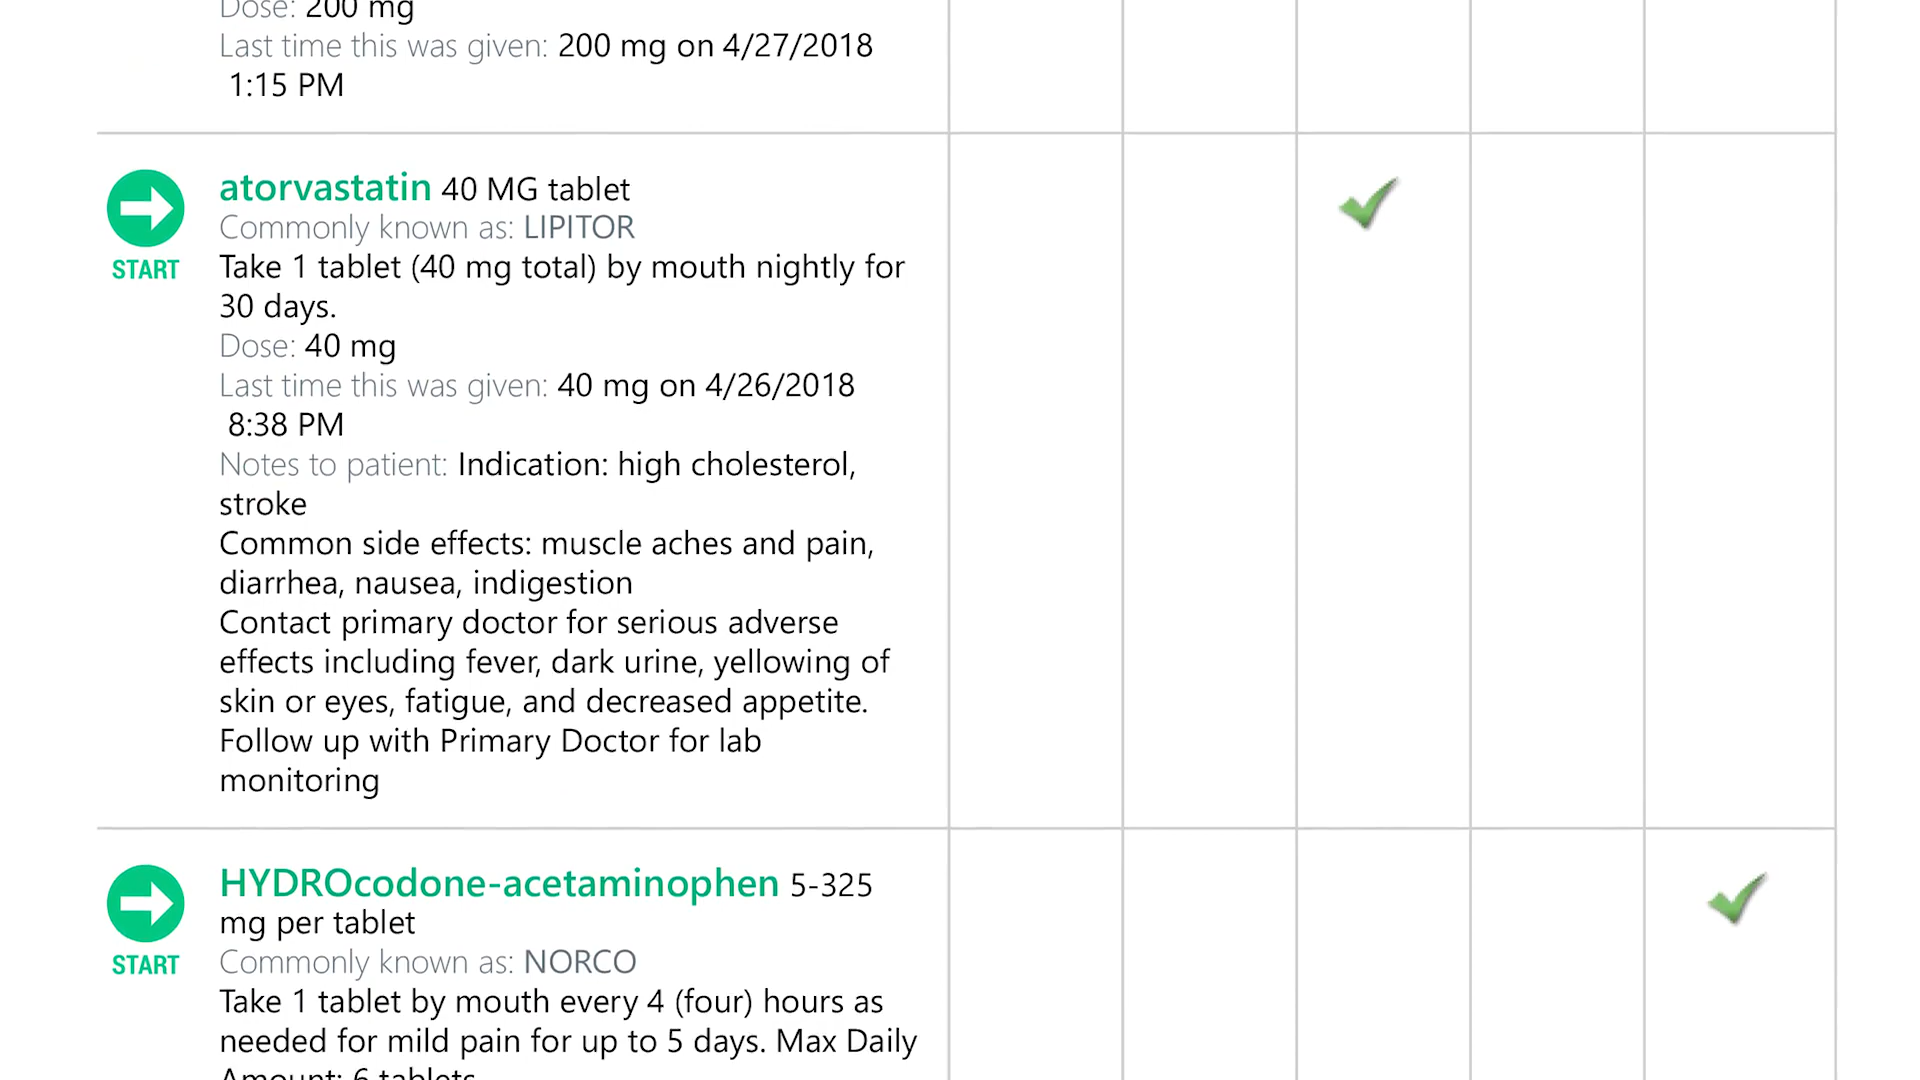 Dose: 200 mg
Last time this was given: 200 mg on 4/27/2018
1:15 PM
START
atorvastatin 40 MG tablet
Commonly known as: LIPITOR
Take 1 tablet (40 mg total) by mouth nightly for
30 days.
Dose: 40 mg
Last time this was given: 40 mg on 4/26/2018
8:38 PM
Notes to patient: Indication: high cholesterol,
stroke
Common side effects: muscle aches and pain,
diarrhea, nausea, indigestion
Contact primary doctor for serious adverse
effects including fever, dark urine, yellowing of
skin or eyes, fatigue, and decreased appetite.
Follow up with Primary Doctor for lab
monitoring
START
HYDROcodone-acetaminophen 5-325
mg per tablet
Commonly known as: NORCO
Take 1 tablet by mouth every 4 (four) hours as
needed for mild pain for up to 5 days. Max Daily
Amount: 6 tablets